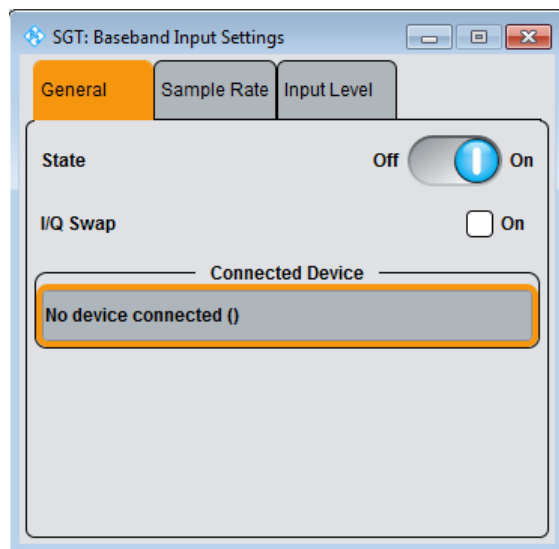 SGT: Baseband Input Settings
General Sample Rate Input Level
State Off On
I/Q Swap On
Connected Device
No device connected ()